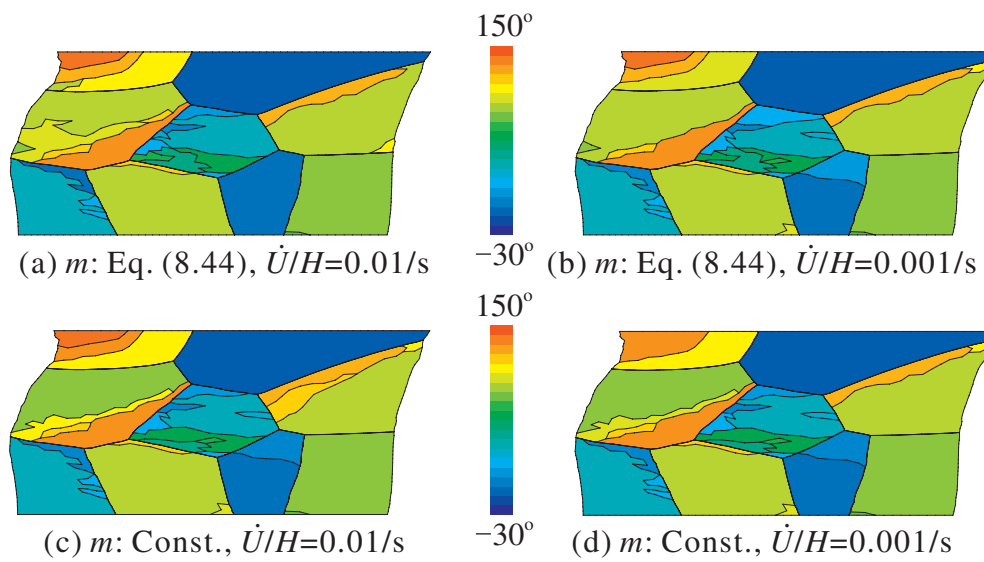 150°
−30°
(a) m: Eq. (8.44), U̇/H=0.01/s
(b) m: Eq. (8.44), U̇/H=0.001/s
150°
−30°
(c) m: Const., U̇/H=0.01/s
(d) m: Const., U̇/H=0.001/s